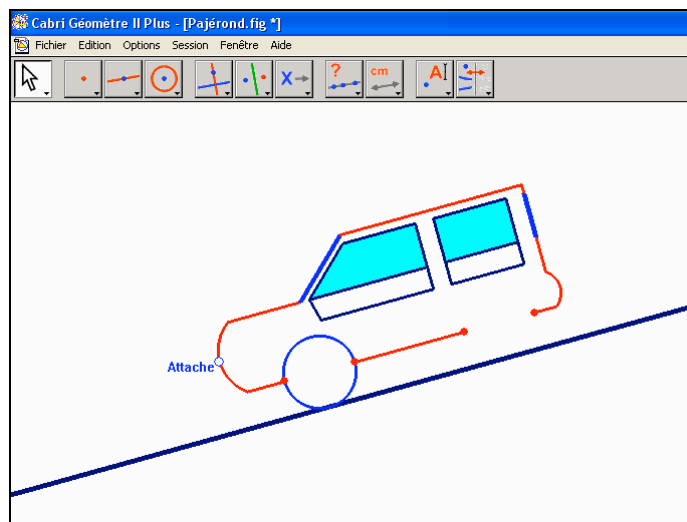 Cabri Géomètre II Plus - [Pajérond.fig *]
Fichier Edition Options Session Fenêtre Aide
? cm A
X
Attache